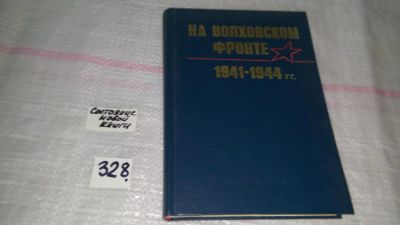 НА ВОЛХОВСКОМ
ФРОНТЕ
1941-1944 гг.
Состояние
новой
книги
328.